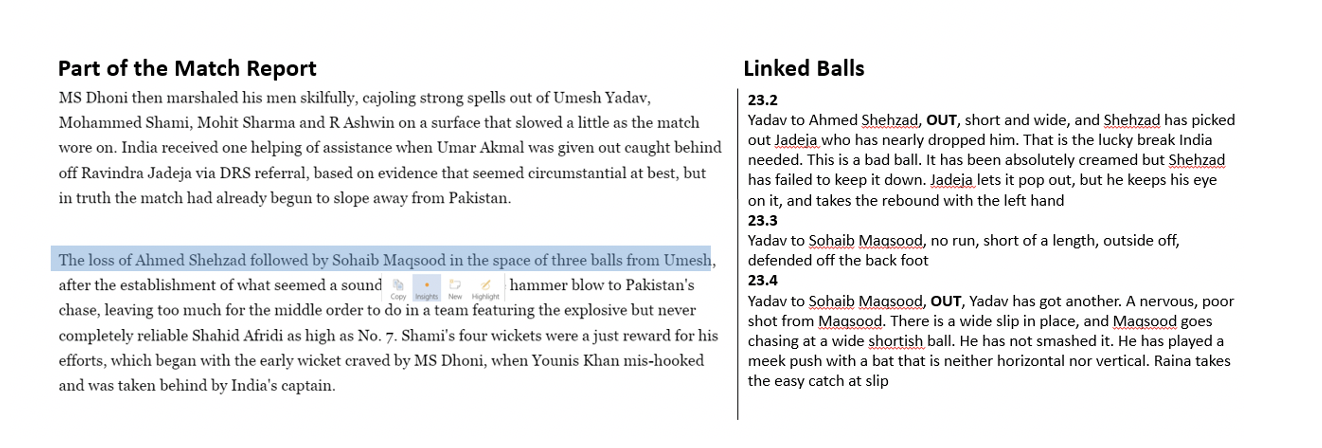 Part of the Match Report
MS Dhoni then marshaled his men skilfully, cajoling strong spells out of Umesh Yadav,
Mohammed Shami, Mohit Sharma and R Ashwin on a surface that slowed a little as the match
wore on. India received one helping of assistance when Umar Akmal was given out caught behind
off Ravindra Jadeja via DRS referral, based on evidence that seemed circumstantial at best, but
in truth the match had already begun to slope away from Pakistan.
The loss of Ahmed Shehzad followed by Sohaib Maqsood in the space of three balls from Umesh,
after the establishment of what seemed a sound hammer blow to Pakistan's
Copy Insights New Highlight
chase, leaving too much for the middle order to do in a team featuring the explosive but never
completely reliable Shahid Afridi as high as No. 7. Shami's four wickets were a just reward for his
efforts, which began with the early wicket craved by MS Dhoni, when Younis Khan mis-hooked
and was taken behind by India's captain.
Linked Balls
23.2
Yadav to Ahmed Shehzad, OUT, short and wide, and Shehzad has picked
out Jadeja who has nearly dropped him. That is the lucky break India
needed. This is a bad ball. It has been absolutely creamed but Shehzad
has failed to keep it down. Jadeja lets it pop out, but he keeps his eye
on it, and takes the rebound with the left hand
23.3
Yadav to Sohaib Maqsood, no run, short of a length, outside off,
defended off the back foot
23.4
Yadav to Sohaib Maqsood, OUT, Yadav has got another. A nervous, poor
shot from Maqsood. There is a wide slip in place, and Maqsood goes
chasing at a wide shortish ball. He has not smashed it. He has played a
meek push with a bat that is neither horizontal nor vertical. Raina takes
the easy catch at slip